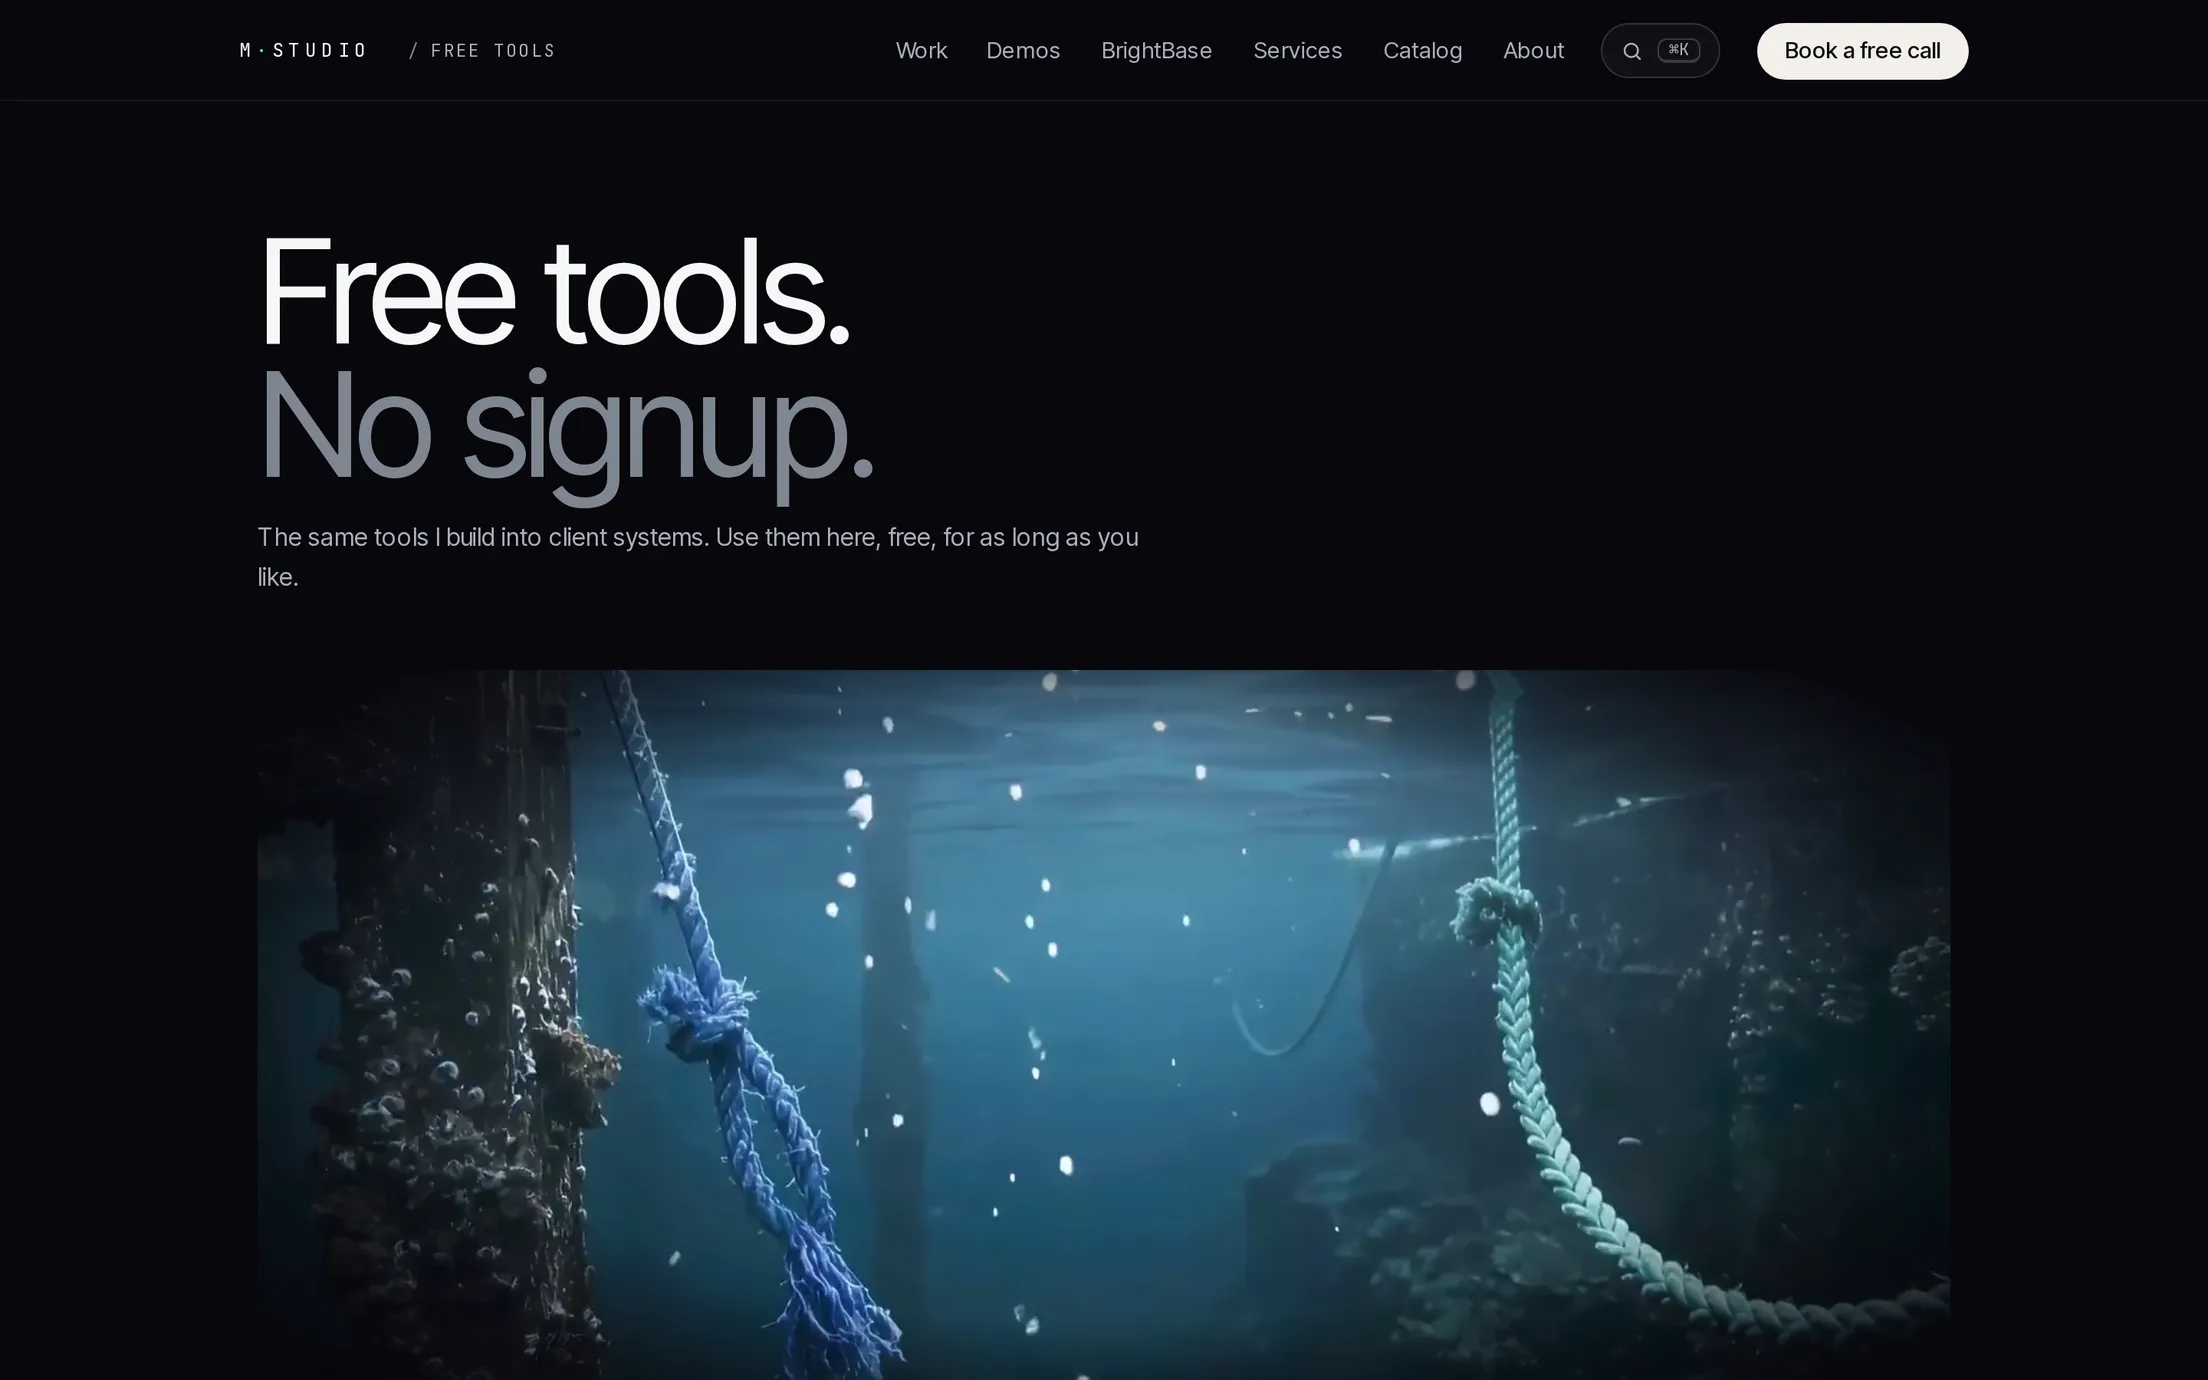 M·STUDIO / FREE TOOLS
Work Demos BrightBase Services Catalog About ⌘K Book a free call
Free tools.
No signup.
The same tools I build into client systems. Use them here, free, for as long as you
like.